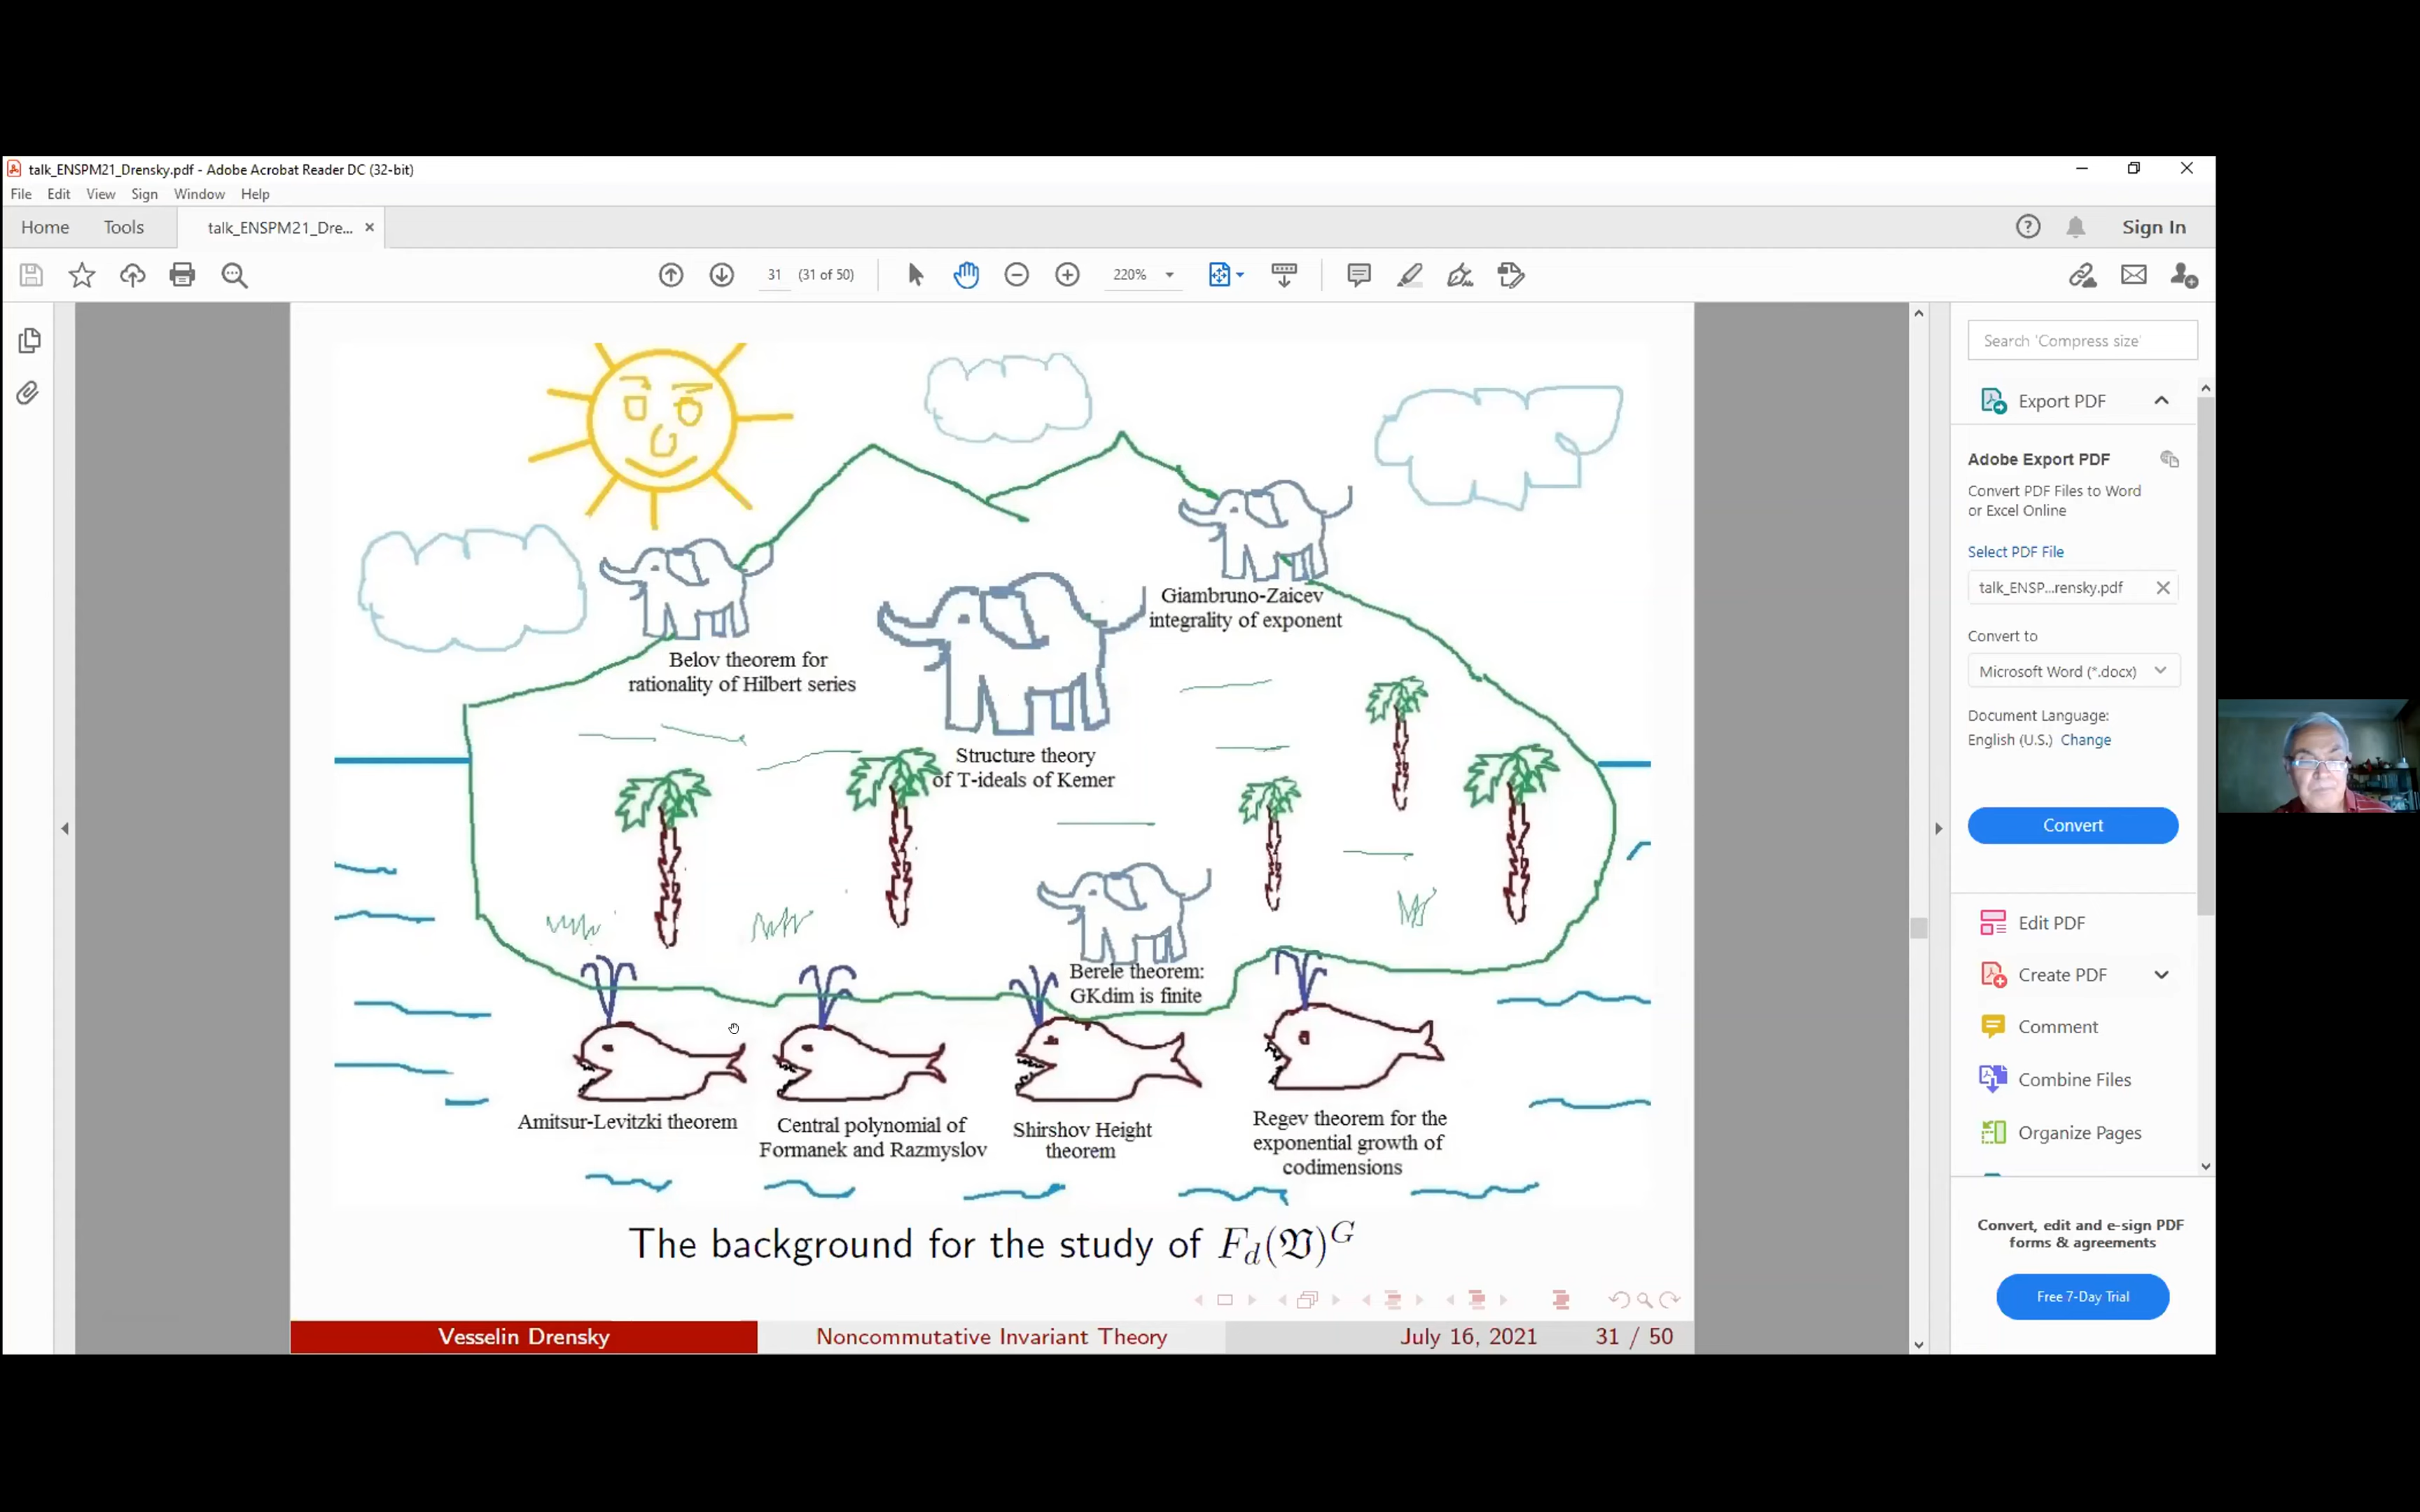 talk_ENSPM21_Drensky.pdf - Adobe Acrobat Reader DC (32-bit)
File Edit View Sign Window Help
Home Tools talk_ENSPM21_Dre... × Sign In
31 (31 of 50) 220%
Search 'Compress size'
Export PDF
Adobe Export PDF
Convert PDF Files to Word
or Excel Online
Select PDF File
talk_ENSP...rensky.pdf
Convert to
Microsoft Word (*.docx)
Document Language:
English (U.S.) Change
Convert
Edit PDF
Create PDF
Comment
Combine Files
Organize Pages
Convert, edit and e-sign PDF
forms & agreements
Free 7-Day Trial
Giambruno-Zaicev
integrality of exponent
Belov theorem for
rationality of Hilbert series
Structure theory
of T-ideals of Kemer
Berele theorem:
GKdim is finite
Amitsur-Levitzki theorem
Central polynomial of
Formanek and Razmyslov
Shirshov Height
theorem
Regev theorem for the
exponential growth of
codimensions
The background for the study of $F_d(\mathfrak{V})^G$
Vesselin Drensky Noncommutative Invariant Theory July 16, 2021 31 / 50